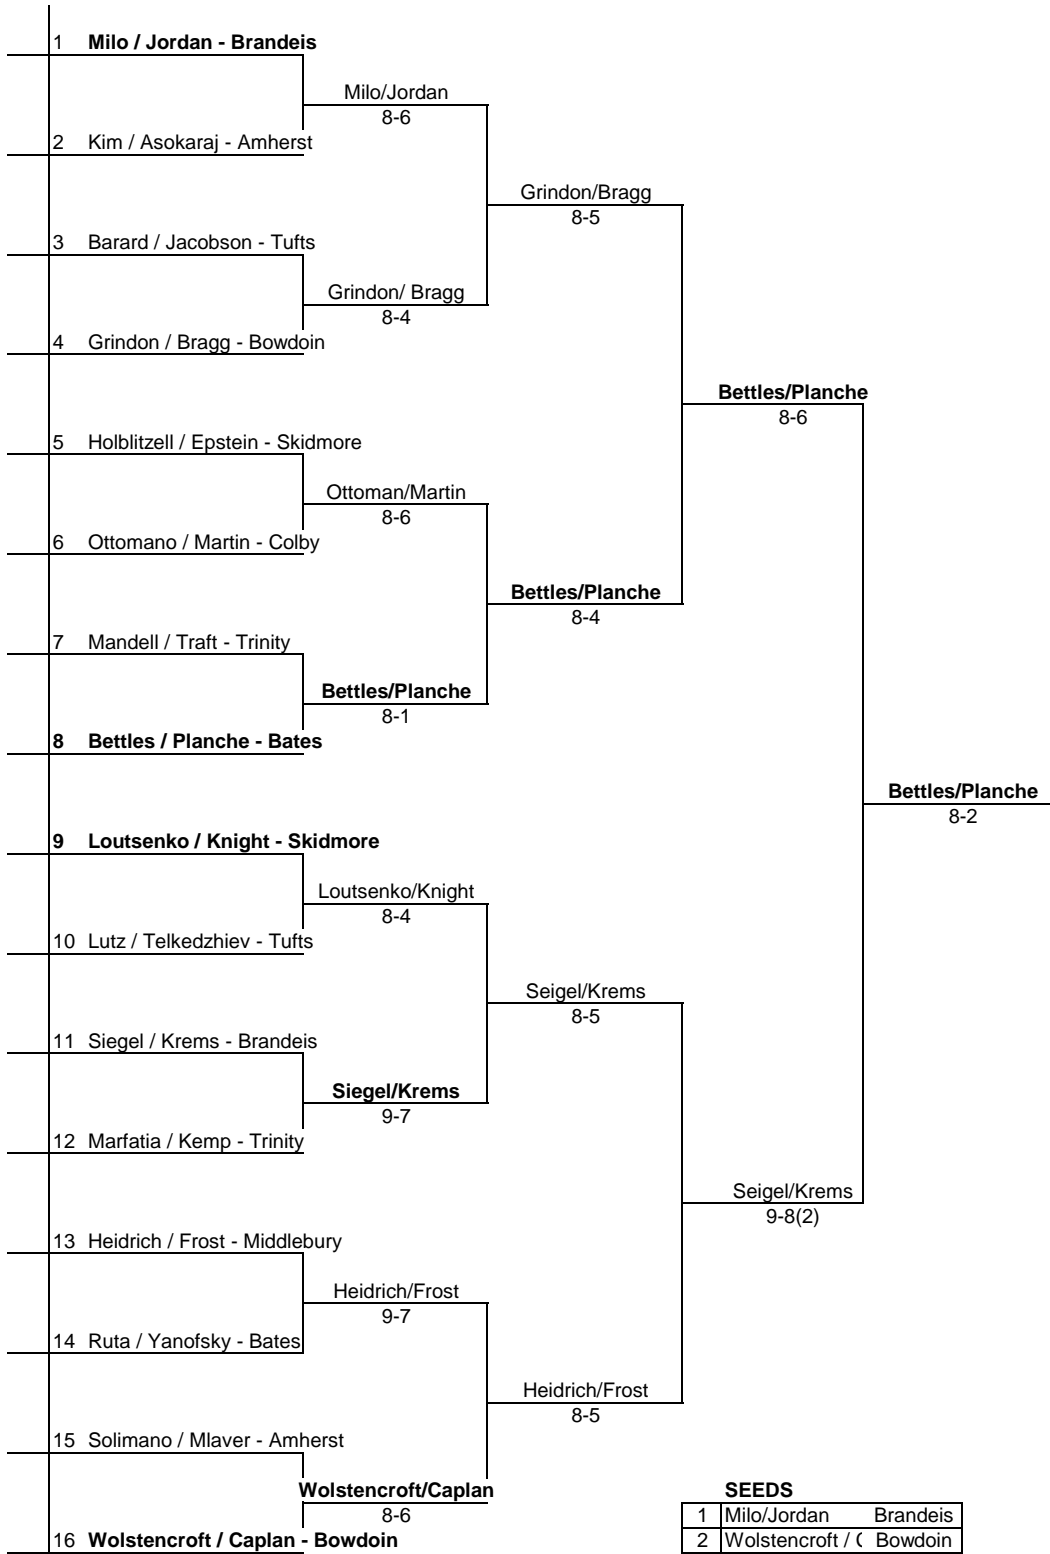 1 Milo / Jordan - Brandeis
Milo/Jordan
8-6
2 Kim / Asokaraj - Amherst
Grindon/Bragg
8-5
3 Barard / Jacobson - Tufts
Grindon/ Bragg
8-4
4 Grindon / Bragg - Bowdoin
Bettles/Planche
8-6
5 Holblitzell / Epstein - Skidmore
Ottoman/Martin
8-6
6 Ottomano / Martin - Colby
Bettles/Planche
8-4
7 Mandell / Traft - Trinity
Bettles/Planche
8-1
8 Bettles / Planche - Bates
Bettles/Planche
8-2
9 Loutsenko / Knight - Skidmore
Loutsenko/Knight
8-4
10 Lutz / Telkedzhiev - Tufts
Seigel/Krems
8-5
11 Siegel / Krems - Brandeis
Siegel/Krems
9-7
12 Marfatia / Kemp - Trinity
Seigel/Krems
9-8(2)
13 Heidrich / Frost - Middlebury
Heidrich/Frost
9-7
14 Ruta / Yanofsky - Bates
Heidrich/Frost
8-5
15 Solimano / Mlaver - Amherst
Wolstencroft/Caplan
8-6
16 Wolstencroft / Caplan - Bowdoin
SEEDS
1 Milo/Jordan Brandeis
2 Wolstencroft / Bowdoin